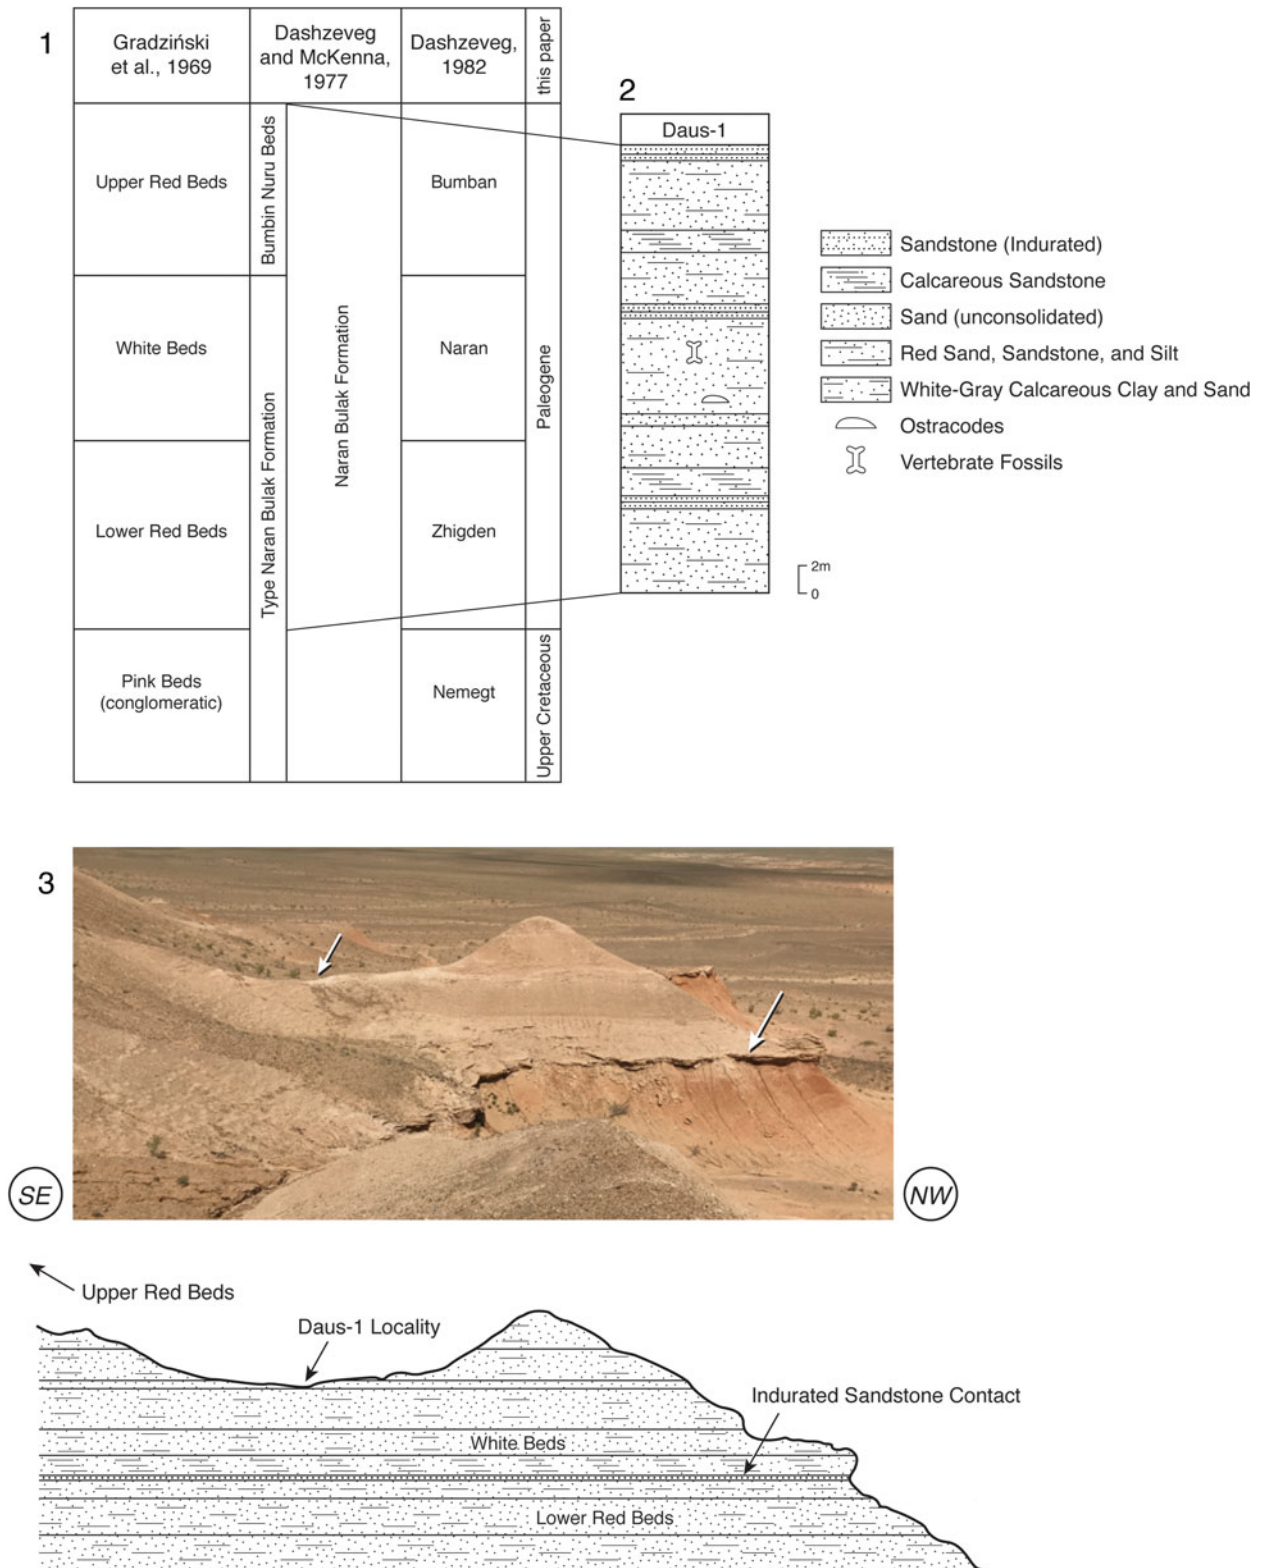 1
Gradziński
et al., 1969
Dashzeveg
and McKenna,
1977
Dashzeveg,
1982
this paper
Upper Red Beds
Bumbin Nuru Beds
Bumban
White Beds
Naran Bulak Formation
Naran
Paleogene
Lower Red Beds
Type Naran Bulak Formation
Zhigden
Pink Beds
(conglomeratic)
Nemegt
Upper Cretaceous
2
Daus-1
2m
0
Sandstone (Indurated)
Calcareous Sandstone
Sand (unconsolidated)
Red Sand, Sandstone, and Silt
White-Gray Calcareous Clay and Sand
Ostracodes
Vertebrate Fossils
3
SE
NW
Upper Red Beds
Daus-1 Locality
Indurated Sandstone Contact
White Beds
Lower Red Beds